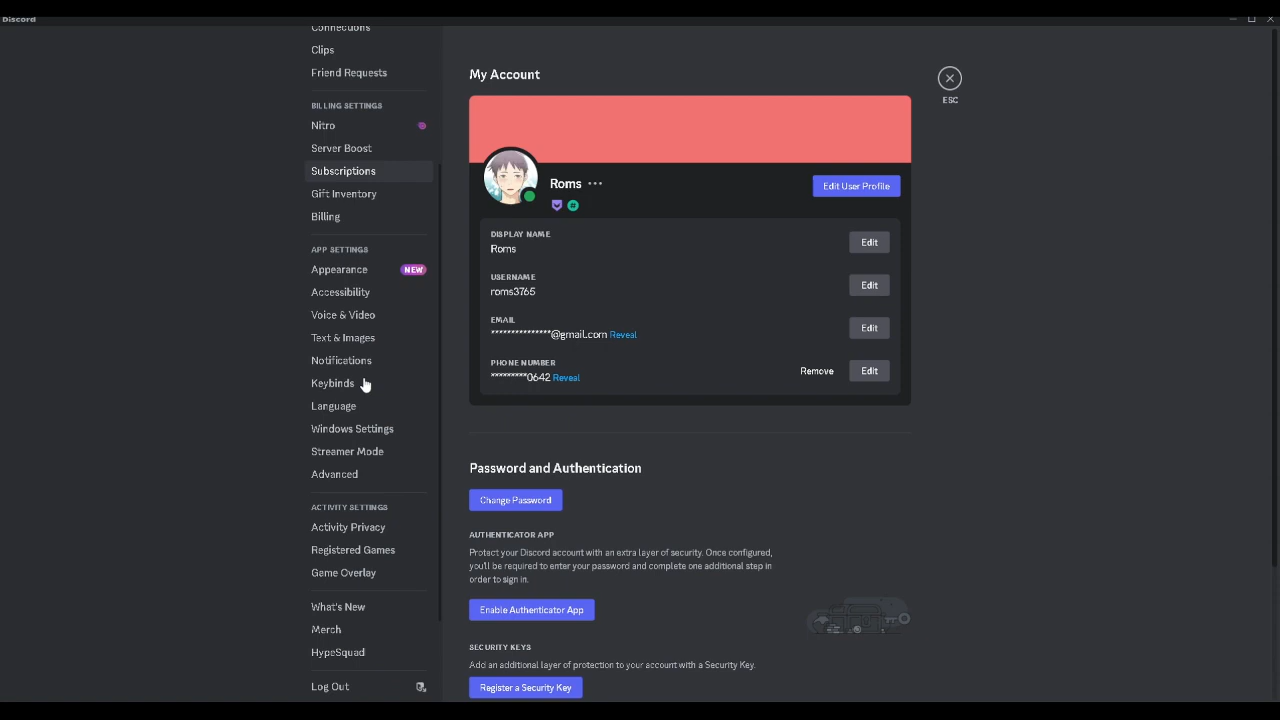 Discord
Connections
Clips
Friend Requests
BILLING SETTINGS
Nitro
Server Boost
Subscriptions
Gift Inventory
Billing
APP SETTINGS
Appearance NEW
Accessibility
Voice & Video
Text & Images
Notifications
Keybinds
Language
Windows Settings
Streamer Mode
Advanced
ACTIVITY SETTINGS
Activity Privacy
Registered Games
Game Overlay
What's New
Merch
HypeSquad
Log Out
My Account
ESC
Roms
Edit User Profile
DISPLAY NAME
Roms
Edit
USERNAME
roms3765
Edit
EMAIL
***************@gmail.com Reveal
Edit
PHONE NUMBER
*********0642 Reveal
Remove Edit
Password and Authentication
Change Password
AUTHENTICATOR APP
Protect your Discord account with an extra layer of security. Once configured,
you'll be required to enter your password and complete one additional step in
order to sign in.
Enable Authenticator App
SECURITY KEYS
Add an additional layer of protection to your account with a Security Key.
Register a Security Key